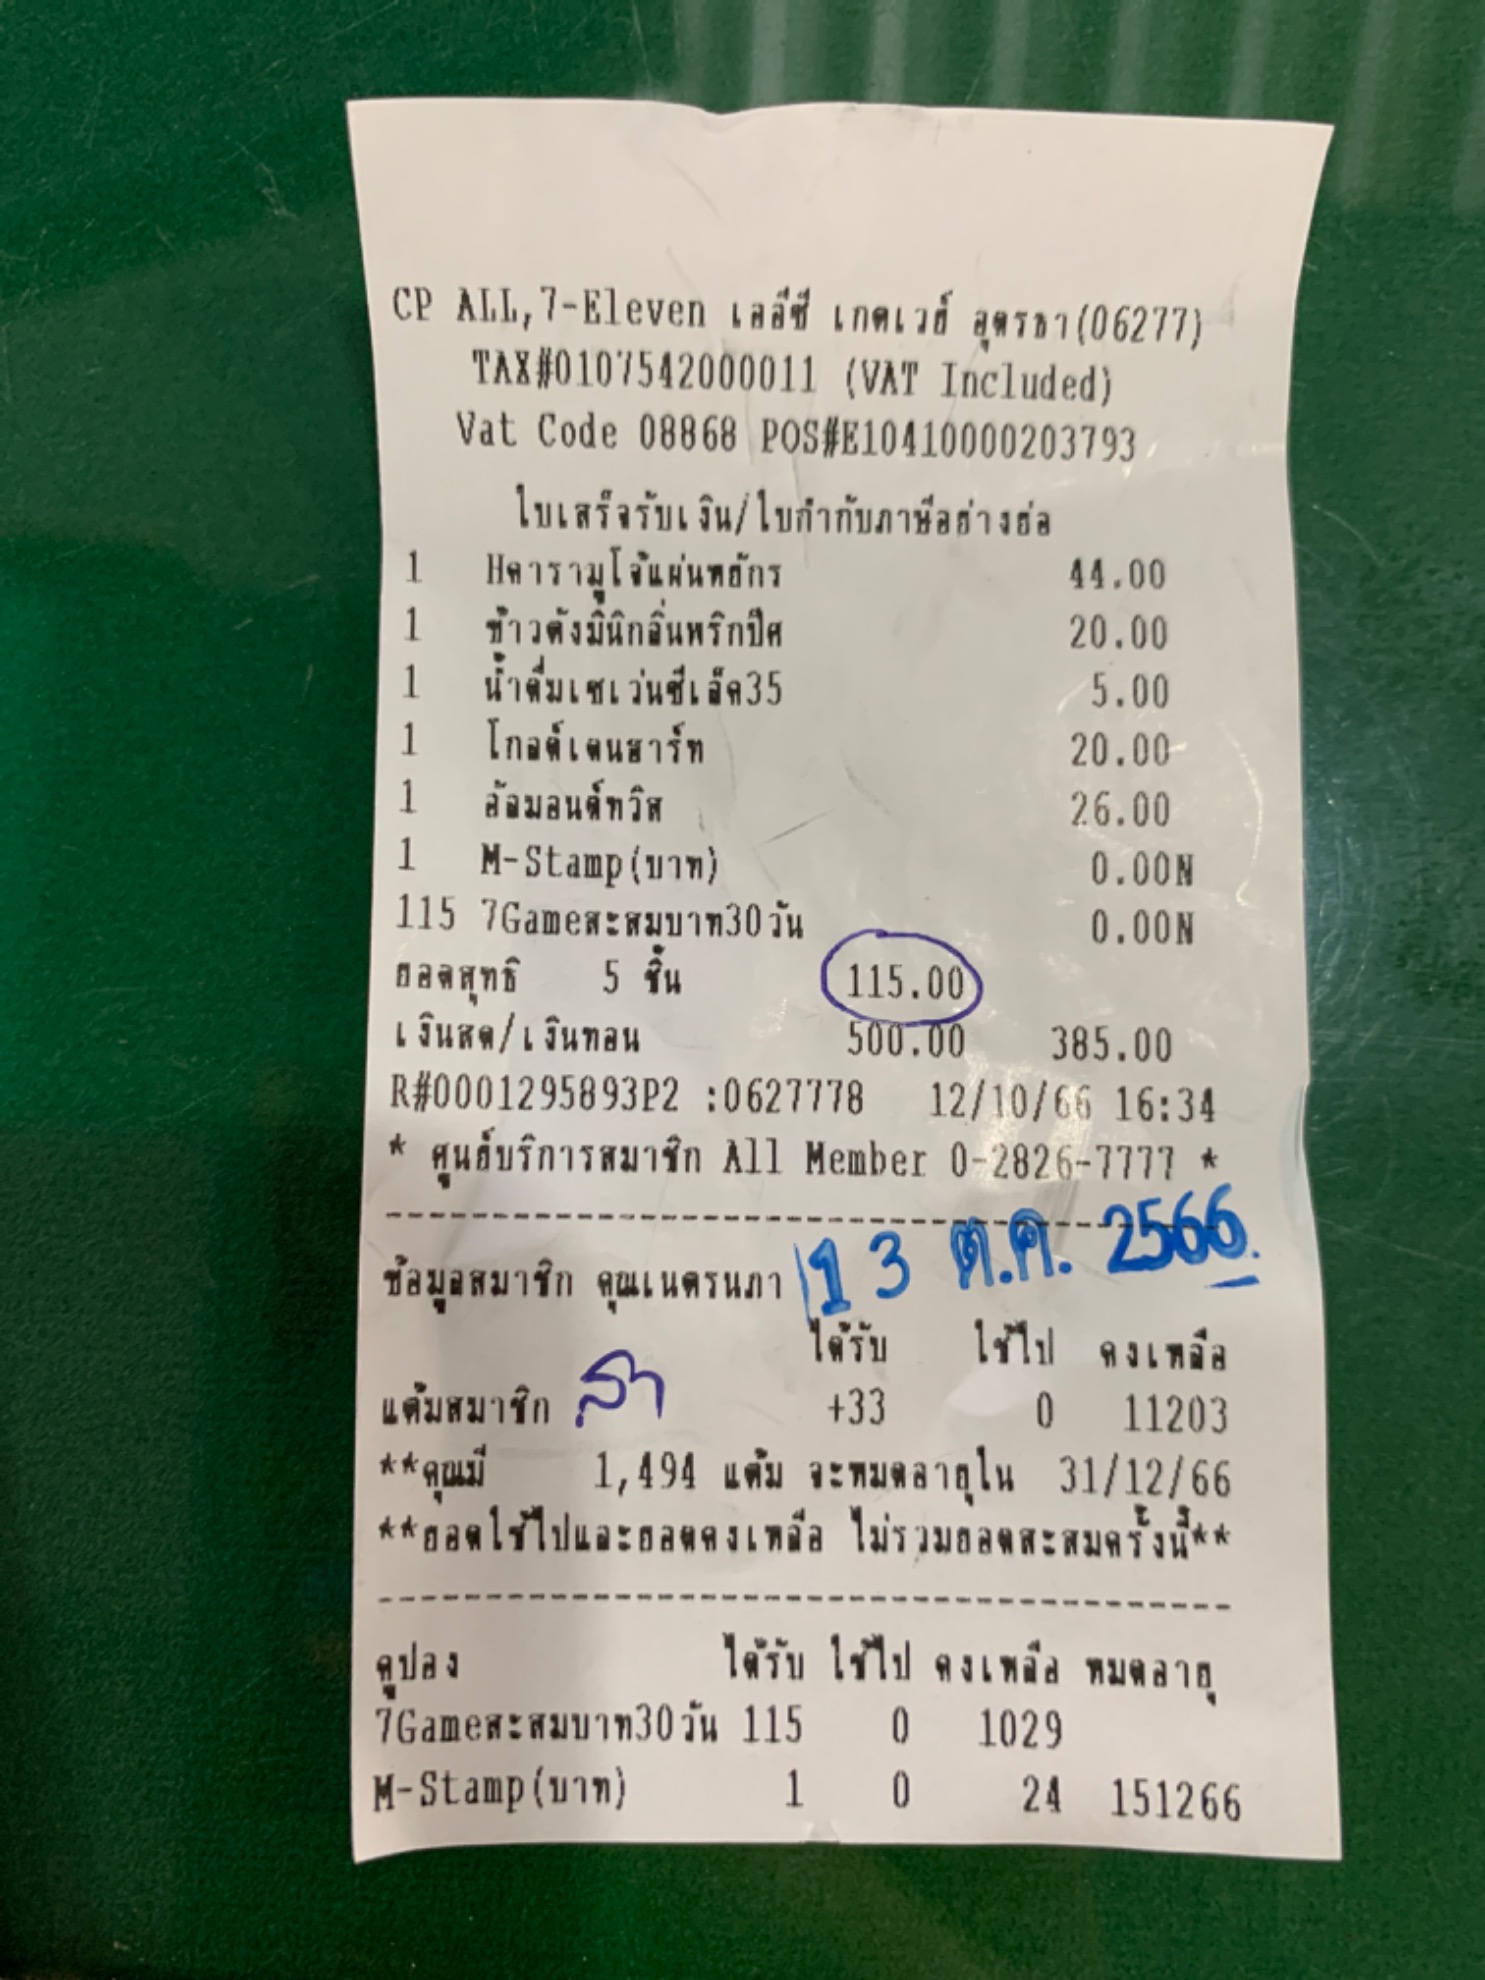 CP ALL,7-Eleven เออีซี เกตเวย์ อุดรธา(06277)
TAX#0107542000011 (VAT Included)
Vat Code 08868 POS#E10410000203793
ใบเสร็จรับเงิน/ใบกำกับภาษีอย่างย่อ
1 Hคารามูโจ้แผ่นหยักร 44.00
1 ข้าวตังมินิกลิ่นพริกปีศ 20.00
1 น้ำดื่มเซเว่นซีเล็ค35 5.00
1 โกลด์เดนฮาร์ท 20.00
1 อัลมอนด์ทวิส 26.00
1 M-Stamp(บาท) 0.00N
115 7Gameสะสมบาท30วัน 0.00N
ยอดสุทธิ 5 ชิ้น 115.00
เงินสด/เงินทอน 500.00 385.00
R#0001295893P2 :0627778 12/10/66 16:34
* ศูนย์บริการสมาชิก All Member 0-2826-7777 *
13 ต.ค. 2566
ข้อมูลสมาชิก คุณเนตรนภา
ได้รับ ใช้ไป คงเหลือ
แต้มสมาชิก +33 0 11203
**คุณมี 1,494 แต้ม จะหมดอายุใน 31/12/66
**ยอดใช้ไปและยอดคงเหลือ ไม่รวมยอดสะสมครั้งนี้**
คูปอง ได้รับ ใช้ไป คงเหลือ หมดอายุ
7Gameสะสมบาท30วัน 115 0 1029
M-Stamp(บาท) 1 0 24 151266